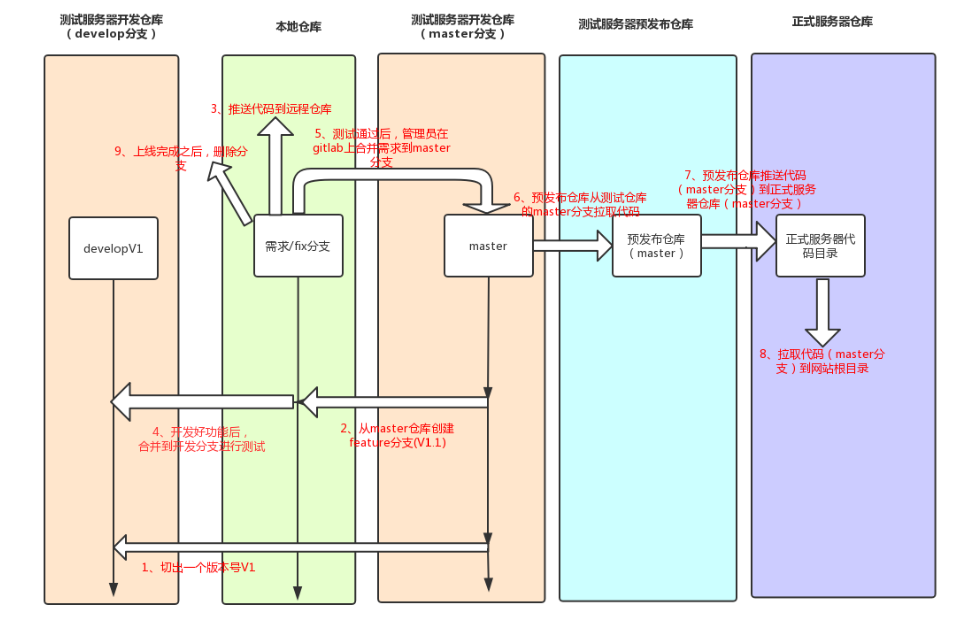 测试服务器开发仓库
（develop分支）
本地仓库
测试服务器开发仓库
（master分支）
测试服务器预发布仓库
正式服务器仓库
3、推送代码到远程仓库
5、测试通过后，管理员在
gitlab上合并需求到master
分支
9、上线完成之后，删除分
支
7、预发布仓库推送代码
（master分支）到正式服务
器仓库（master分支）
6、预发布仓库从测试仓库
的master分支拉取代码
developV1
需求/fix分支
master
预发布仓库
（master）
正式服务器代
码目录
8、拉取代码（master分
支）到网站根目录
4、开发好功能后，
合并到开发分支进行测试
2、从master仓库创建
feature分支(V1.1)
1、切出一个版本号V1